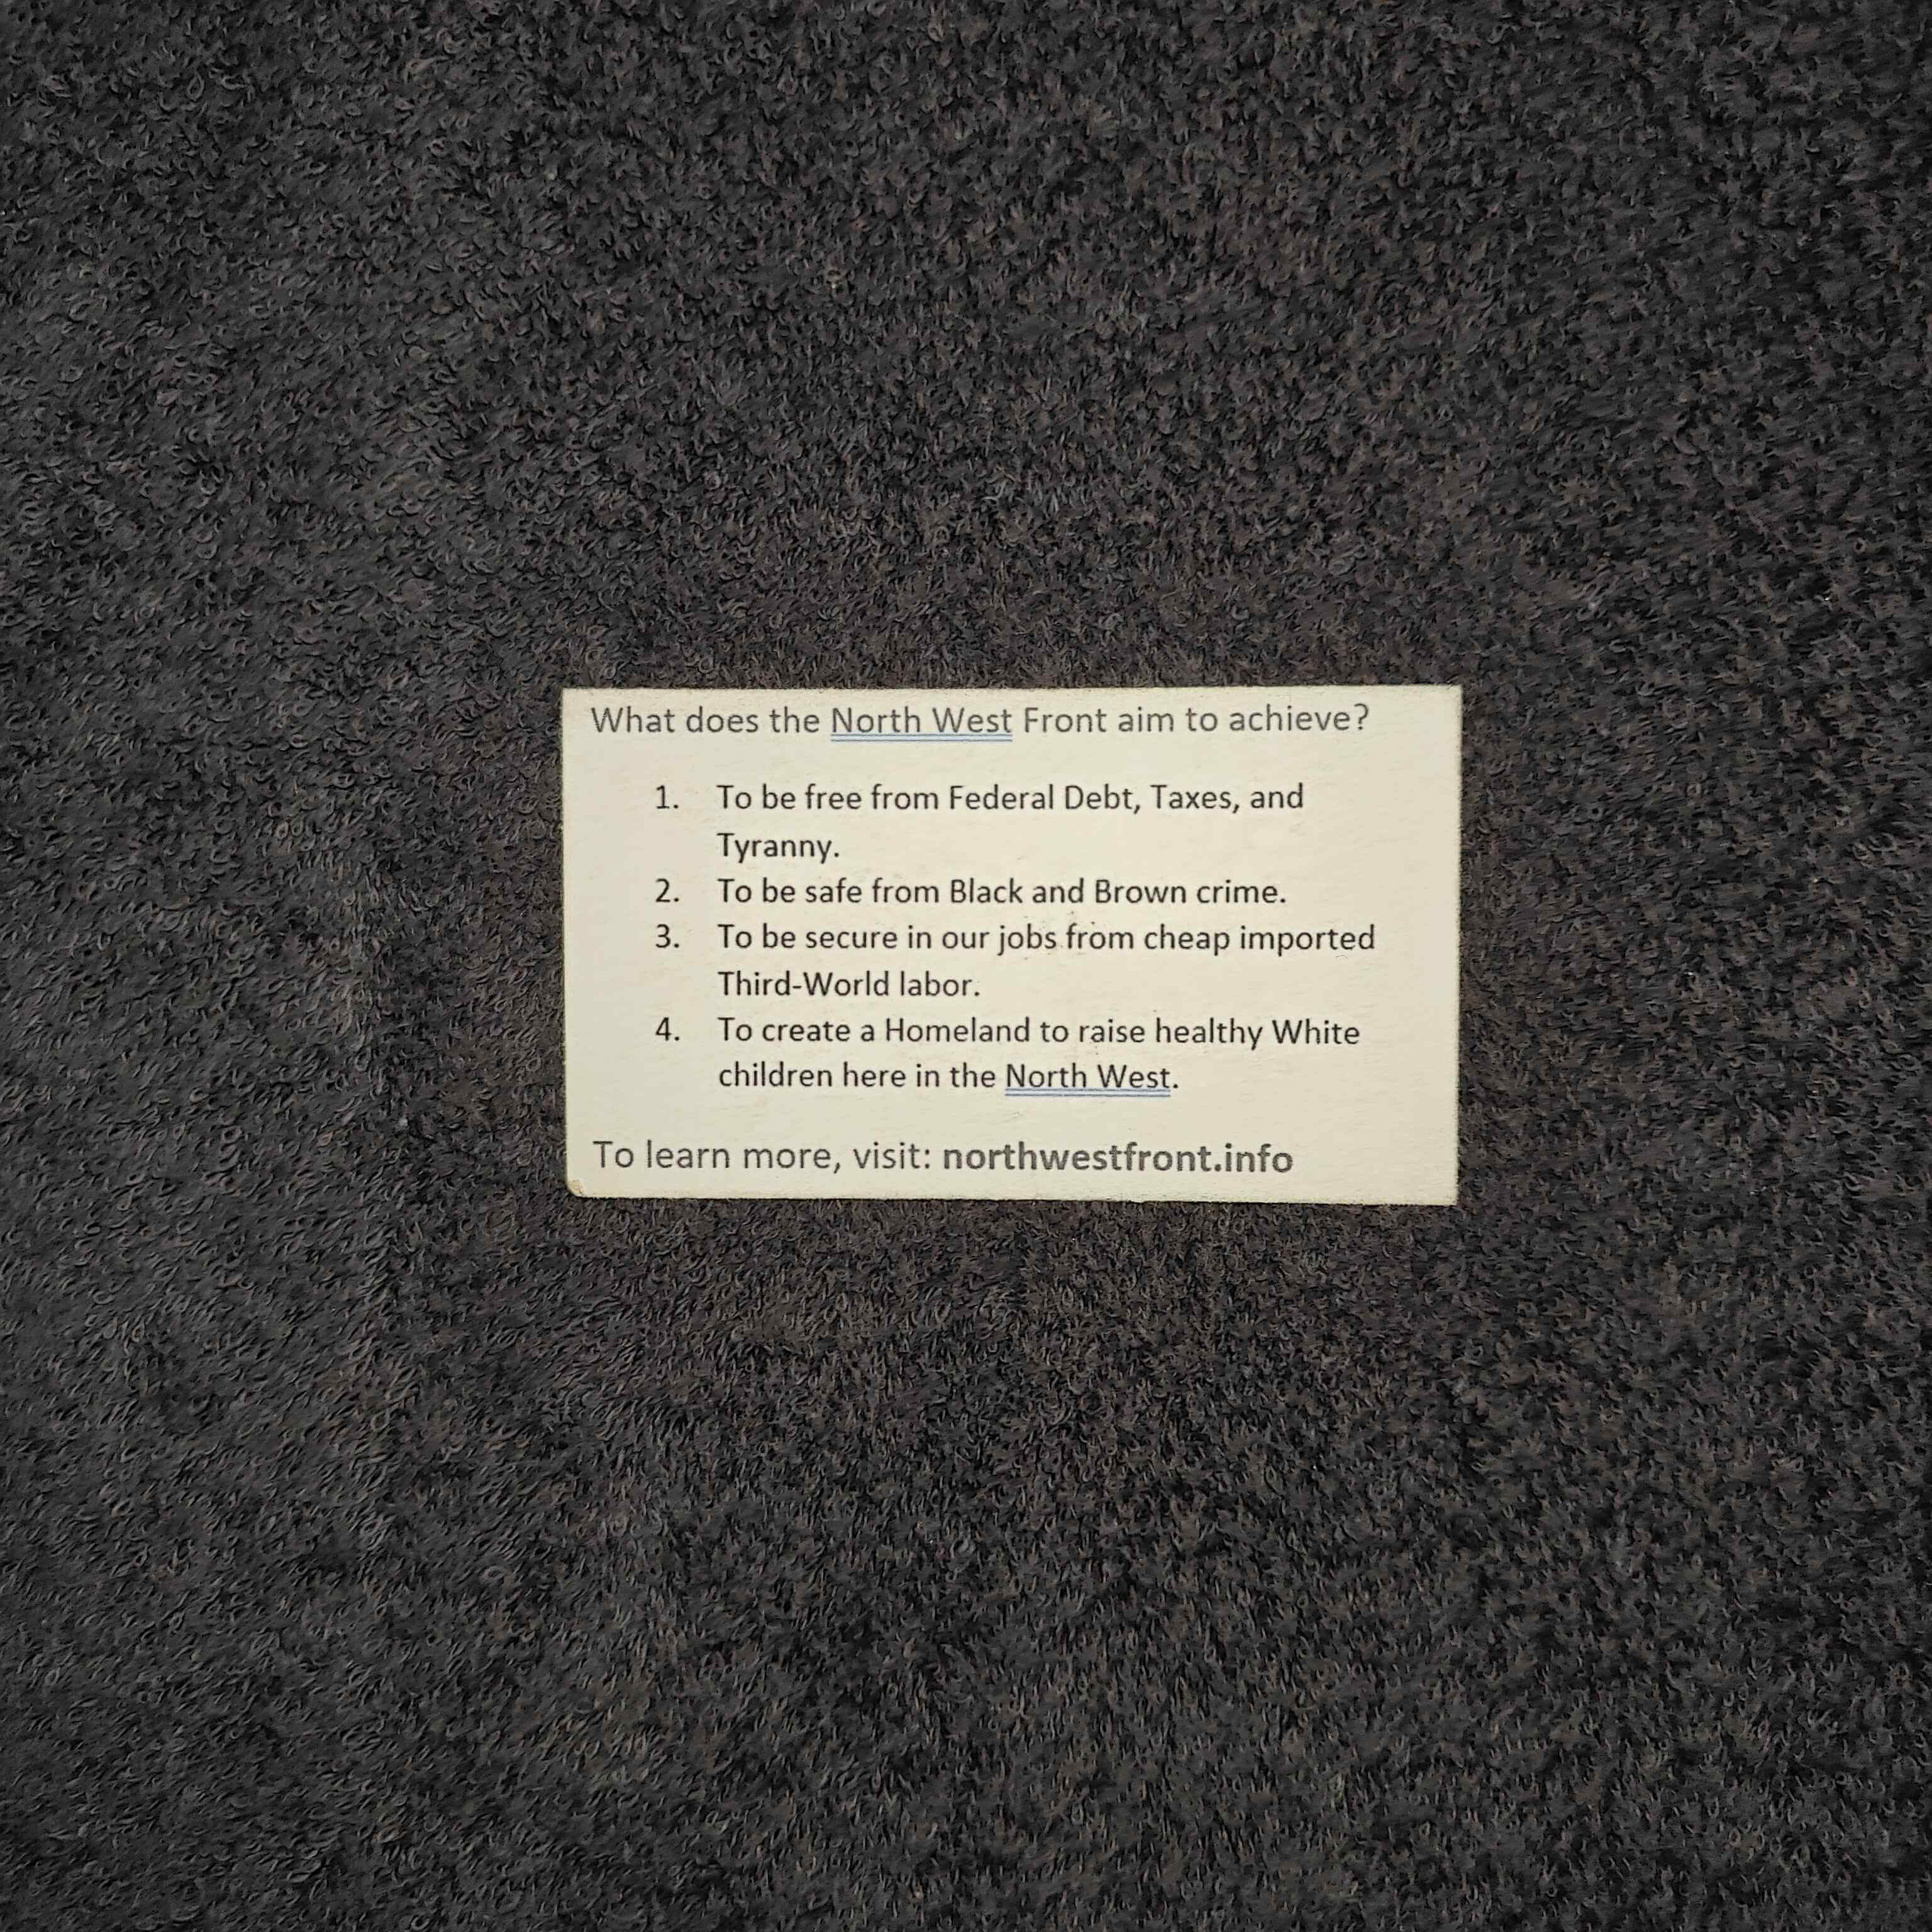 What does the North West Front aim to achieve?
1. To be free from Federal Debt, Taxes, and
Tyranny.
2. To be safe from Black and Brown crime.
3. To be secure in our jobs from cheap imported
Third-World labor.
4. To create a Homeland to raise healthy White
children here in the North West.
To learn more, visit: northwestfront.info